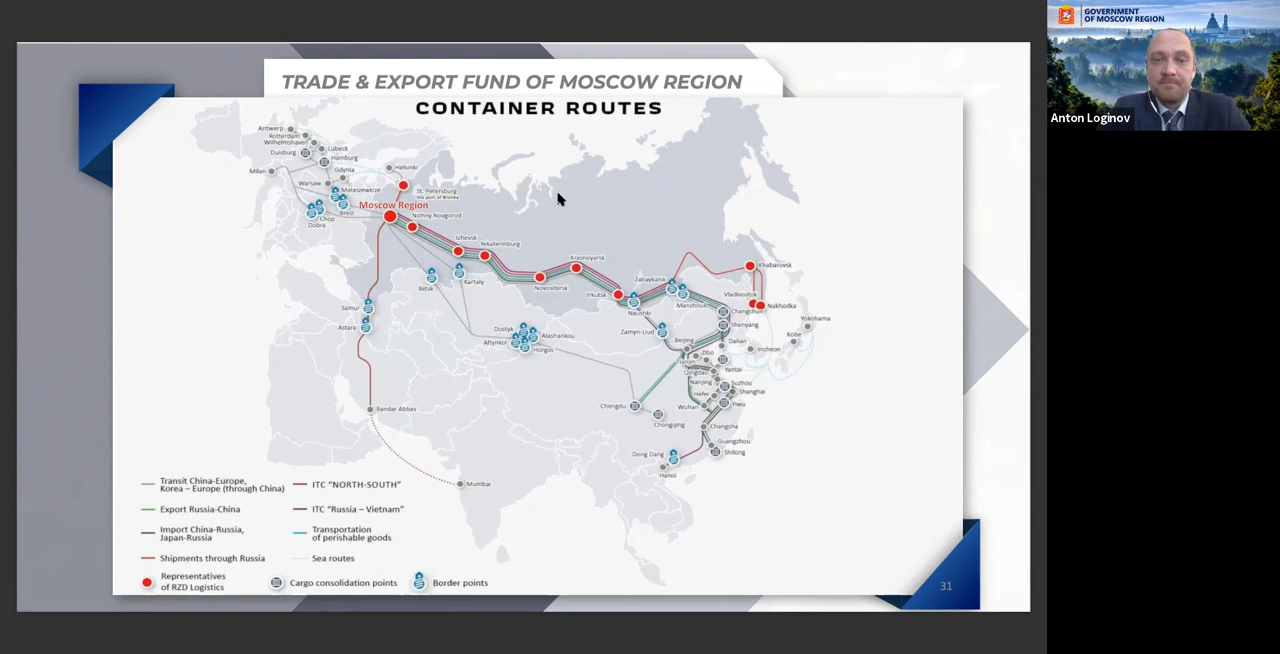 GOVERNMENT
OF MOSCOW REGION
Anton Loginov
TRADE & EXPORT FUND OF MOSCOW REGION
CONTAINER ROUTES
Antwerp
Rotterdam
Wilhelmshaven
Lübeck
Duisburg
Hamburg
Milan
Gdynia
Helsinki
Warsaw
Małaszewicze
St. Petersburg
the port of Bronka
Moscow Region
Brest
Chop
Dobra
Nizhny Novgorod
Izhevsk
Yekaterinburg
Krasnoyarsk
Novosibirsk
Irkutsk
Naushki
Zabaykalsk
Manzhouli
Khabarovsk
Vladivostok
Nakhodka
Changchun
Shenyang
Yokohama
Kobe
Iletsk
Kartaly
Samur
Astara
Dostyk
Alashankou
Altynkol
Horgos
Zamyn-Uud
Beijing
Dalian
Incheon
Tianjin
Zibo
Qingdao
Yantai
Nanjing
Suzhou
Shanghai
Hefei
Yiwu
Wuhan
Chengdu
Chongqing
Changsha
Guangzhou
Shilong
Dong Dang
Hanoi
Bandar Abbas
Mumbai
Transit China-Europe,
Korea – Europe (through China)
ITC "NORTH-SOUTH"
Export Russia-China
ITC "Russia – Vietnam"
Import China-Russia,
Japan-Russia
Transportation
of perishable goods
Shipments through Russia
Sea routes
Representatives
of RZD Logistics
Cargo consolidation points
Border points
31